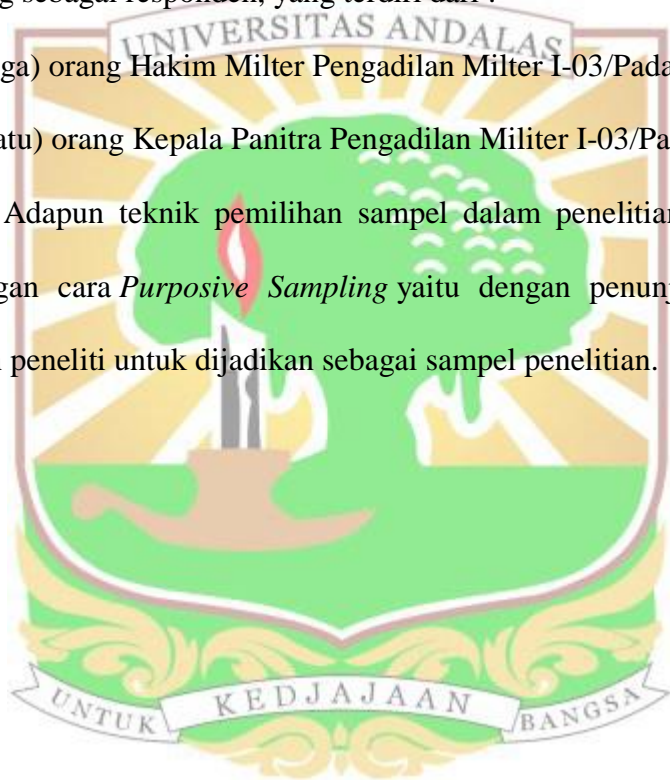 ng sebagai responden, yang terdiri dari :
UNIVERSITAS ANDALAS
ga) orang Hakim Milter Pengadilan Milter I-03/Pada
atu) orang Kepala Panitra Pengadilan Militer I-03/Pa
Adapun teknik pemilihan sampel dalam penelitian
gan cara Purposive Sampling yaitu dengan penunj
peneliti untuk dijadikan sebagai sampel penelitian.
UNTUK KEDJAJAAN BANGSA